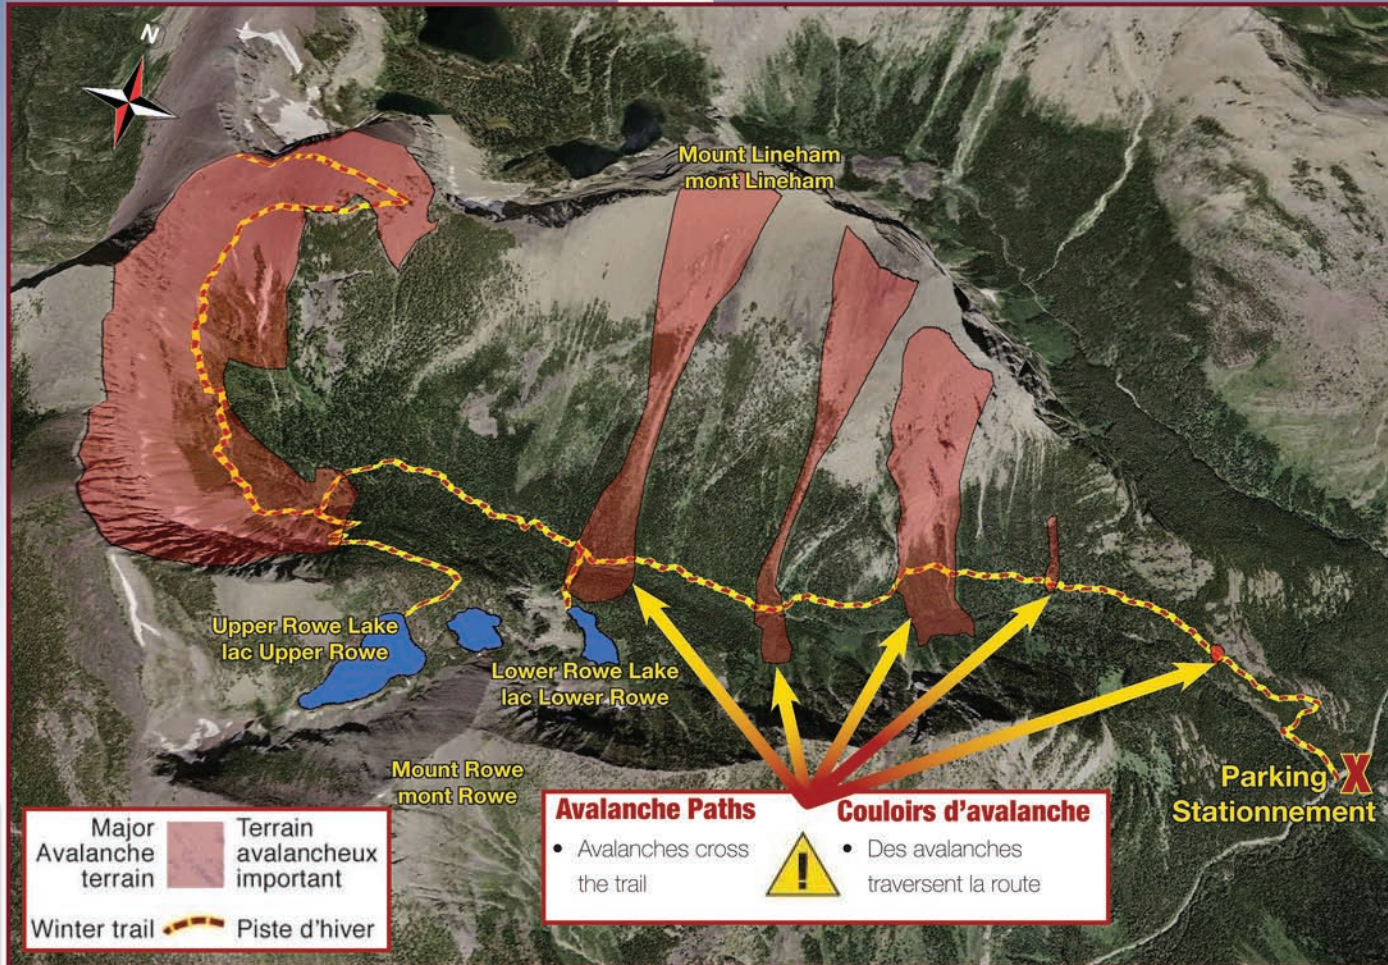 N
Mount Lineham
mont Lineham
Upper Rowe Lake
lac Upper Rowe
Lower Rowe Lake
lac Lower Rowe
Mount Rowe
mont Rowe
Parking X
Stationnement
Major
Avalanche
terrain
Terrain
avalancheux
important
Winter trail
Piste d'hiver
Avalanche Paths
• Avalanches cross
the trail
!
Couloirs d'avalanche
• Des avalanches
traversent la route